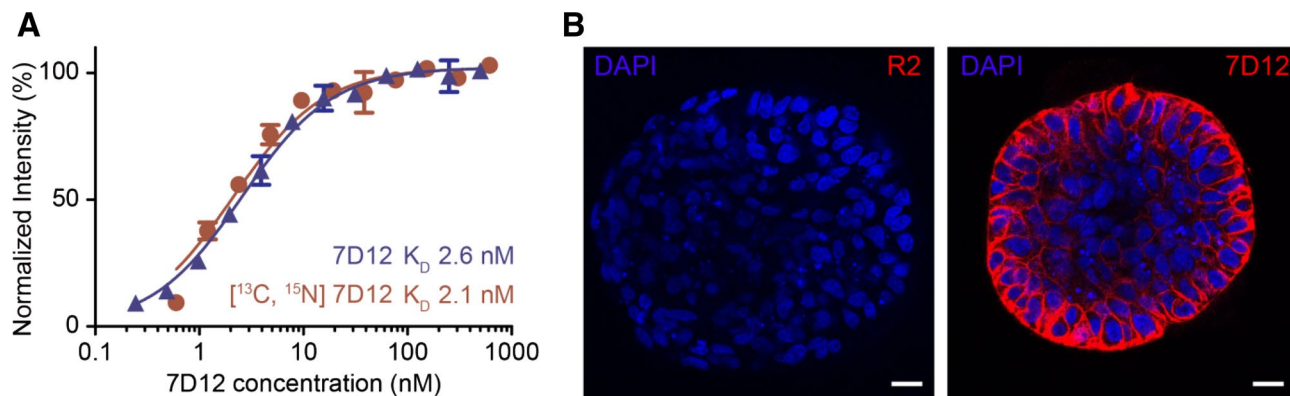 A
Normalized Intensity (%)
100
50
0
7D12 K_D 2.6 nM
[¹³C, ¹⁵N] 7D12 K_D 2.1 nM
0.1 1 10 100 1000
7D12 concentration (nM)
B
DAPI R2
DAPI 7D12